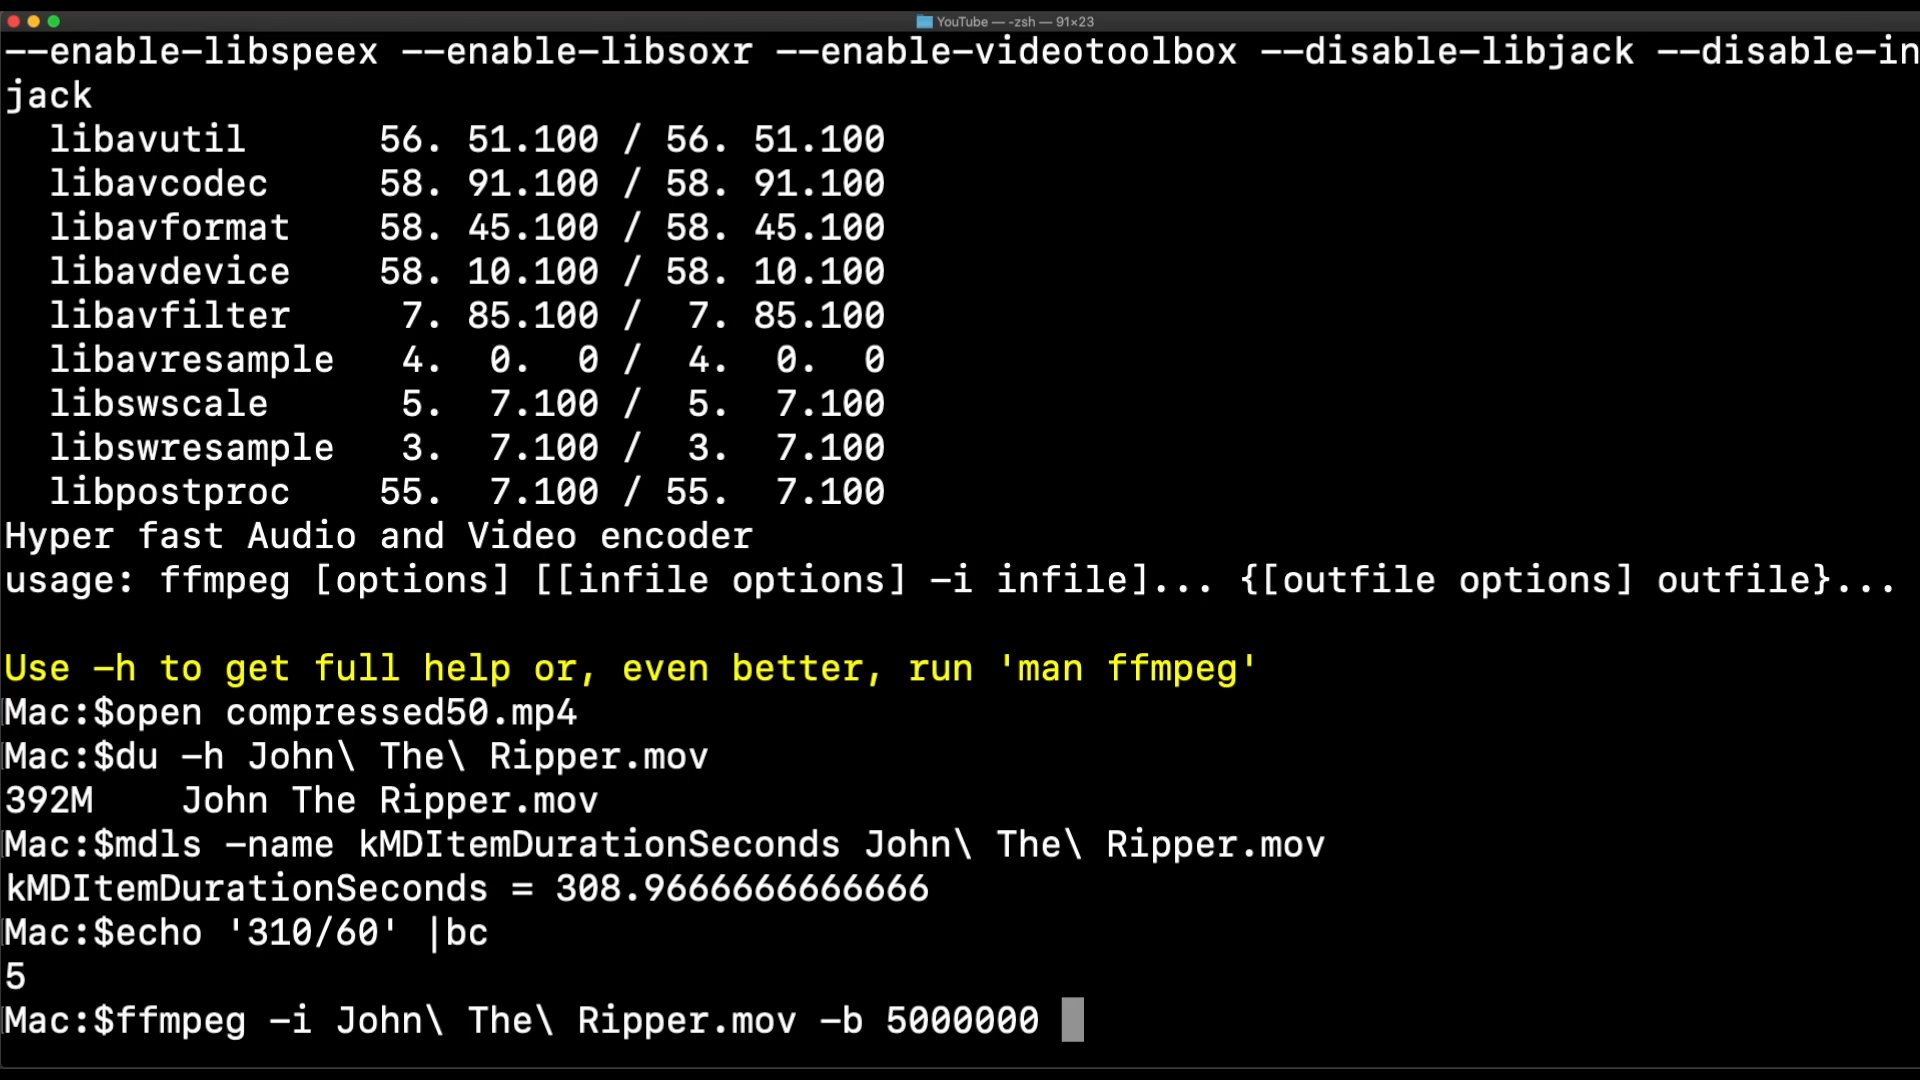 YouTube — -zsh — 91×23
--enable-libspeex --enable-libsoxr --enable-videotoolbox --disable-libjack --disable-in
jack
  libavutil      56. 51.100 / 56. 51.100
  libavcodec     58. 91.100 / 58. 91.100
  libavformat    58. 45.100 / 58. 45.100
  libavdevice    58. 10.100 / 58. 10.100
  libavfilter     7. 85.100 /  7. 85.100
  libavresample   4.  0.  0 /  4.  0.  0
  libswscale      5.  7.100 /  5.  7.100
  libswresample   3.  7.100 /  3.  7.100
  libpostproc    55.  7.100 / 55.  7.100
Hyper fast Audio and Video encoder
usage: ffmpeg [options] [[infile options] -i infile]... {[outfile options] outfile}...
Use -h to get full help or, even better, run 'man ffmpeg'
Mac:$open compressed50.mp4
Mac:$du -h John\ The\ Ripper.mov
392M    John The Ripper.mov
Mac:$mdls -name kMDItemDurationSeconds John\ The\ Ripper.mov
kMDItemDurationSeconds = 308.9666666666666
Mac:$echo '310/60' |bc
5
Mac:$ffmpeg -i John\ The\ Ripper.mov -b 5000000